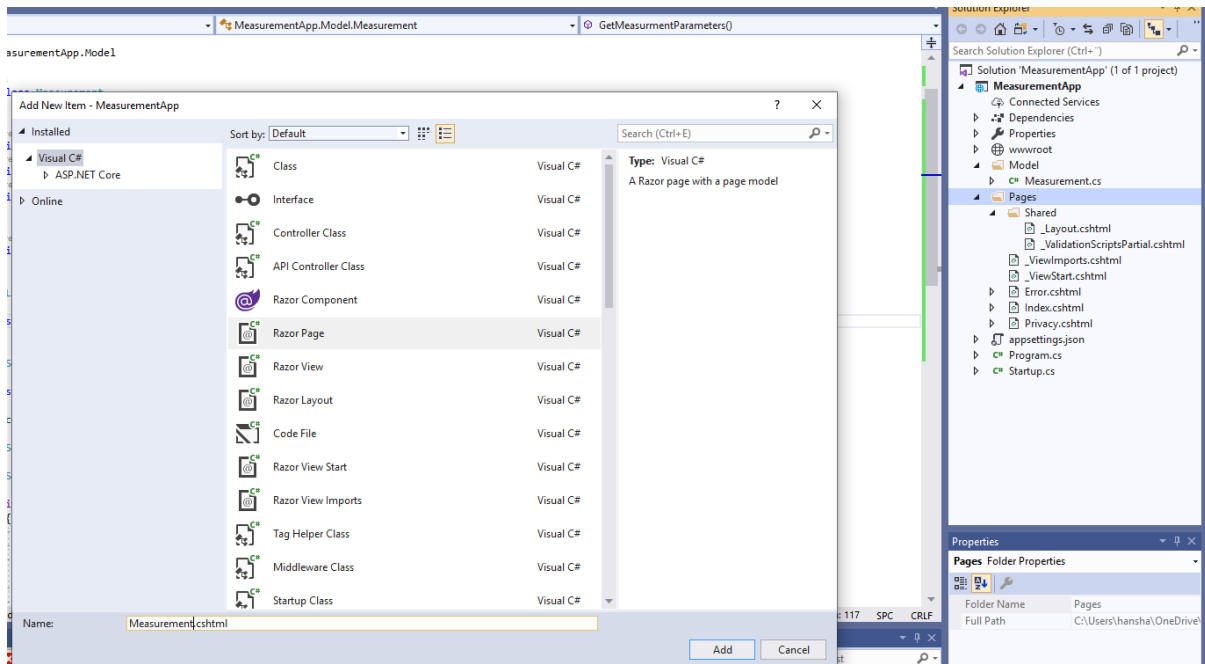 Solution Explorer
MeasurementApp.Model.Measurement
GetMeasurmentParameters()
asurementApp.Model
Search Solution Explorer (Ctrl+¨)
Solution 'MeasurementApp' (1 of 1 project)
MeasurementApp
Connected Services
Dependencies
Properties
wwwroot
Model
C# Measurement.cs
Pages
Shared
_Layout.cshtml
_ValidationScriptsPartial.cshtml
_ViewImports.cshtml
_ViewStart.cshtml
Error.cshtml
Index.cshtml
Privacy.cshtml
appsettings.json
C# Program.cs
C# Startup.cs
Add New Item - MeasurementApp
? ×
Installed
Visual C#
ASP.NET Core
Online
Sort by: Default
Search (Ctrl+E)
Class Visual C#
Interface Visual C#
Controller Class Visual C#
API Controller Class Visual C#
Razor Component Visual C#
Razor Page Visual C#
Razor View Visual C#
Razor Layout Visual C#
Code File Visual C#
Razor View Start Visual C#
Razor View Imports Visual C#
Tag Helper Class Visual C#
Middleware Class Visual C#
Startup Class Visual C#
Type: Visual C#
A Razor page with a page model
Name: Measurement.cshtml
Add Cancel
: 117 SPC CRLF
Properties
Pages Folder Properties
Folder Name Pages
Full Path C:\Users\hansha\OneDrive\